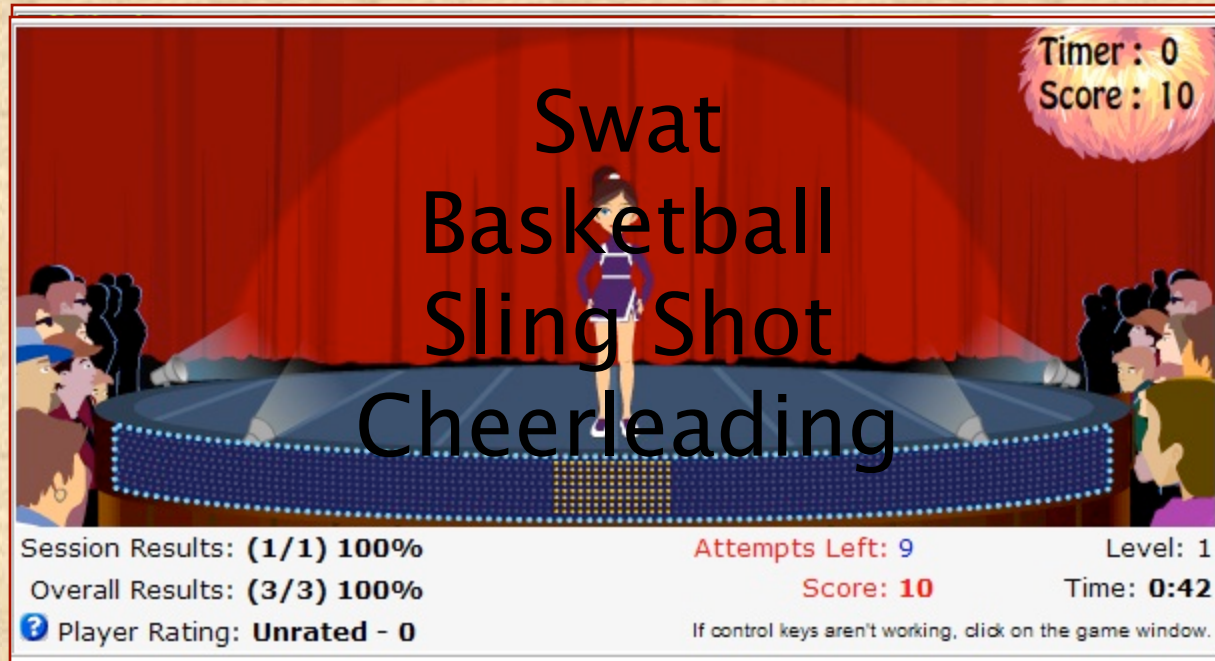 Timer : 0
Score : 10
Swat
Basketball
Sling Shot
Cheerleading
Session Results: (1/1) 100%
Attempts Left: 9
Level: 1
Overall Results: (3/3) 100%
Score: 10
Time: 0:42
? Player Rating: Unrated - 0
If control keys aren't working, click on the game window.